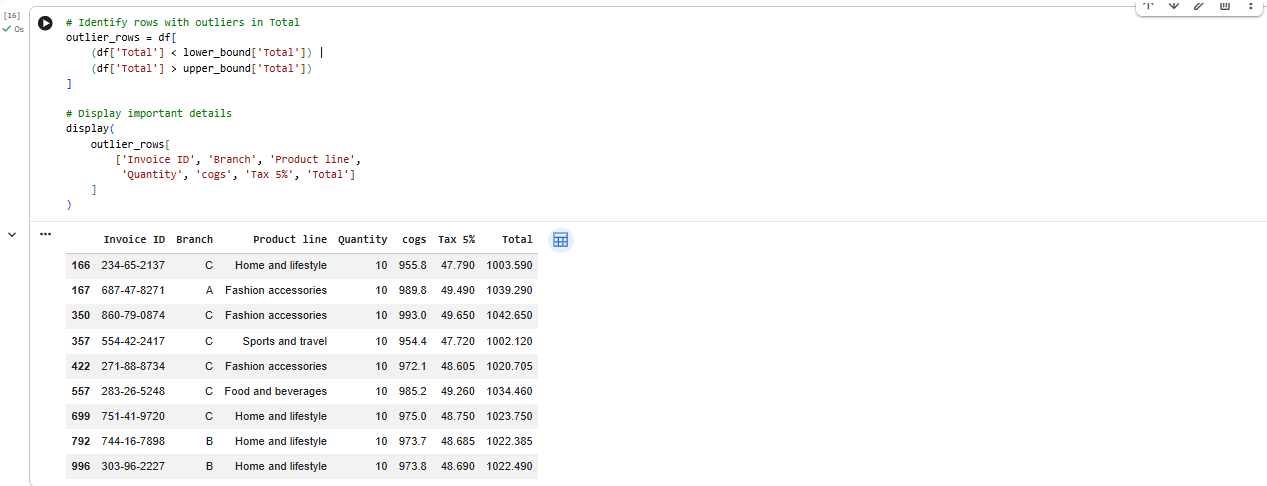 [16]
0s
# Identify rows with outliers in Total
outlier_rows = df[
    (df['Total'] < lower_bound['Total']) |
    (df['Total'] > upper_bound['Total'])
]
# Display important details
display(
    outlier_rows[
        ['Invoice ID', 'Branch', 'Product line',
         'Quantity', 'cogs', 'Tax 5%', 'Total']
    ]
)
Invoice ID Branch Product line Quantity cogs Tax 5% Total
166 234-65-2137 C Home and lifestyle 10 955.8 47.790 1003.590
167 687-47-8271 A Fashion accessories 10 989.8 49.490 1039.290
350 860-79-0874 C Fashion accessories 10 993.0 49.650 1042.650
357 554-42-2417 C Sports and travel 10 954.4 47.720 1002.120
422 271-88-8734 C Fashion accessories 10 972.1 48.605 1020.705
557 283-26-5248 C Food and beverages 10 985.2 49.260 1034.460
699 751-41-9720 C Home and lifestyle 10 975.0 48.750 1023.750
792 744-16-7898 B Home and lifestyle 10 973.7 48.685 1022.385
996 303-96-2227 B Home and lifestyle 10 973.8 48.690 1022.490